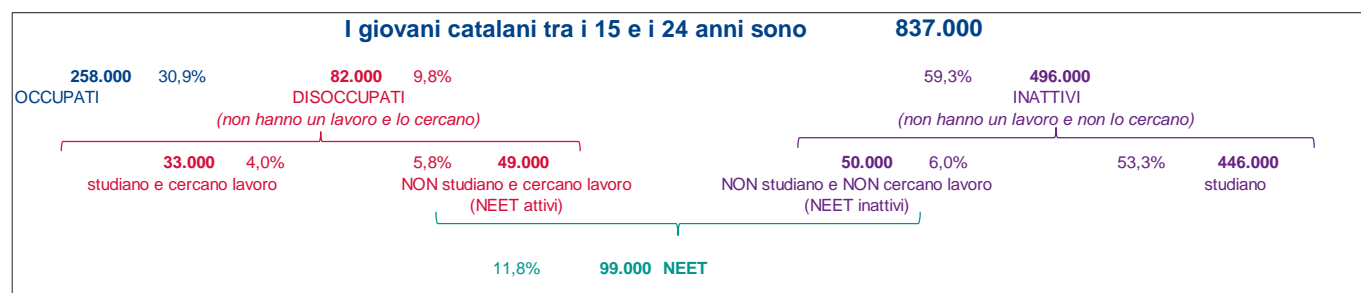 I giovani catalani tra i 15 e i 24 anni sono 837.000
258.000 30,9% 82.000 9,8% 59,3% 496.000
OCCUPATI DISOCCUPATI INATTIVI
(non hanno un lavoro e lo cercano) (non hanno un lavoro e non lo cercano)
33.000 4,0% 5,8% 49.000 50.000 6,0% 53,3% 446.000
studiano e cercano lavoro NON studiano e cercano lavoro NON studiano e NON cercano lavoro studiano
(NEET attivi) (NEET inattivi)
11,8% 99.000 NEET